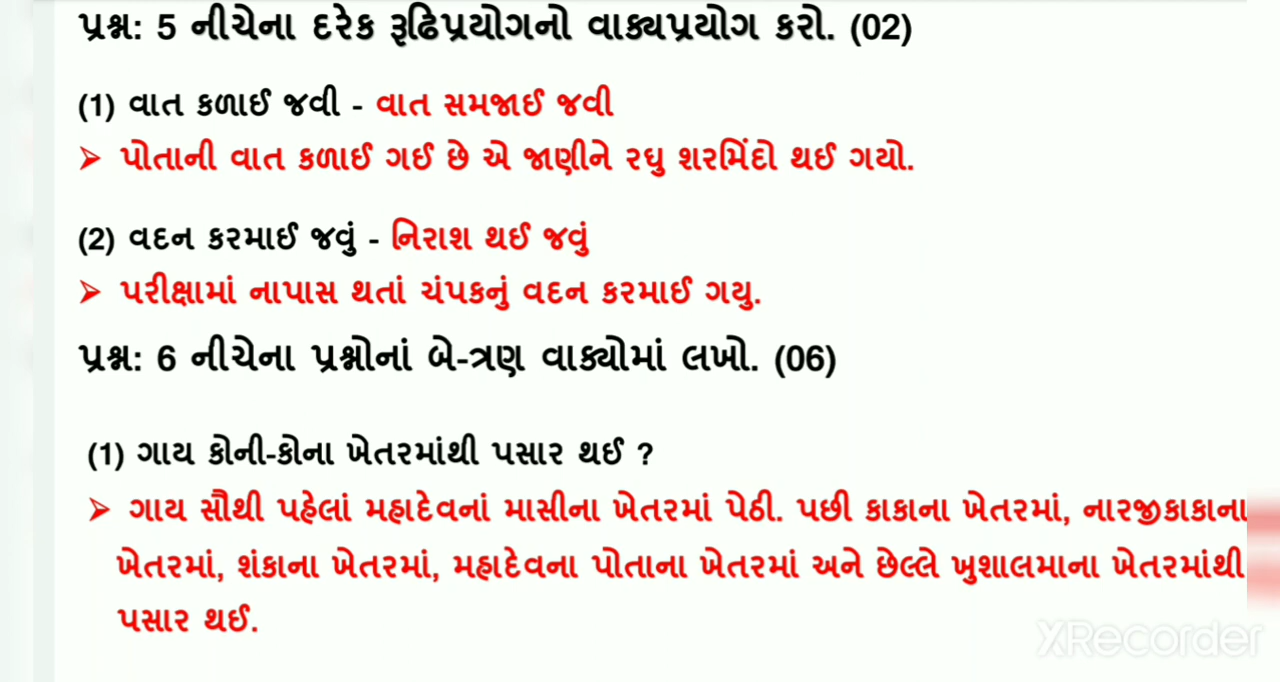 પ્રશ્ન: 5 નીચેના દરેક રૂઢિપ્રયોગનો વાક્યપ્રયોગ કરો. (02)
(1) વાત કળાઈ જવી - વાત સમજાઈ જવી
➢ પોતાની વાત કળાઈ ગઈ છે એ જાણીને રઘુ શરમિંદો થઈ ગયો.
(2) વદન કરમાઈ જવું - નિરાશ થઈ જવું
➢ પરીક્ષામાં નાપાસ થતાં ચંપકનું વદન કરમાઈ ગયુ.
પ્રશ્ન: 6 નીચેના પ્રશ્નોનાં બે-ત્રણ વાક્યોમાં લખો. (06)
(1) ગાય કોની-કોના ખેતરમાંથી પસાર થઈ ?
➢ ગાય સૌથી પહેલાં મહાદેવનાં માસીના ખેતરમાં પેઠી. પછી કાકાના ખેતરમાં, નારજીકાકાના
ખેતરમાં, શંકાના ખેતરમાં, મહાદેવના પોતાના ખેતરમાં અને છેલ્લે ખુશાલમાના ખેતરમાંથી
પસાર થઈ.
XRecorder